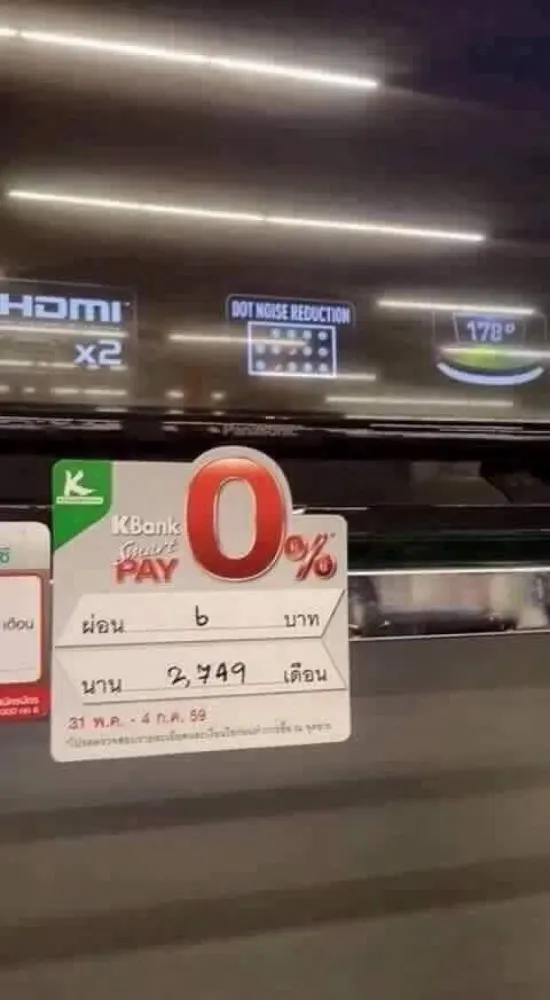 HDMI
x2
DOT NOISE REDUCTION
178°
Panasonic
K
KBank
Smart
PAY
0%
ผ่อน 6 บาท
นาน 2,749 เดือน
31 พ.ค. - 4 ก.ค. 59
เดือน